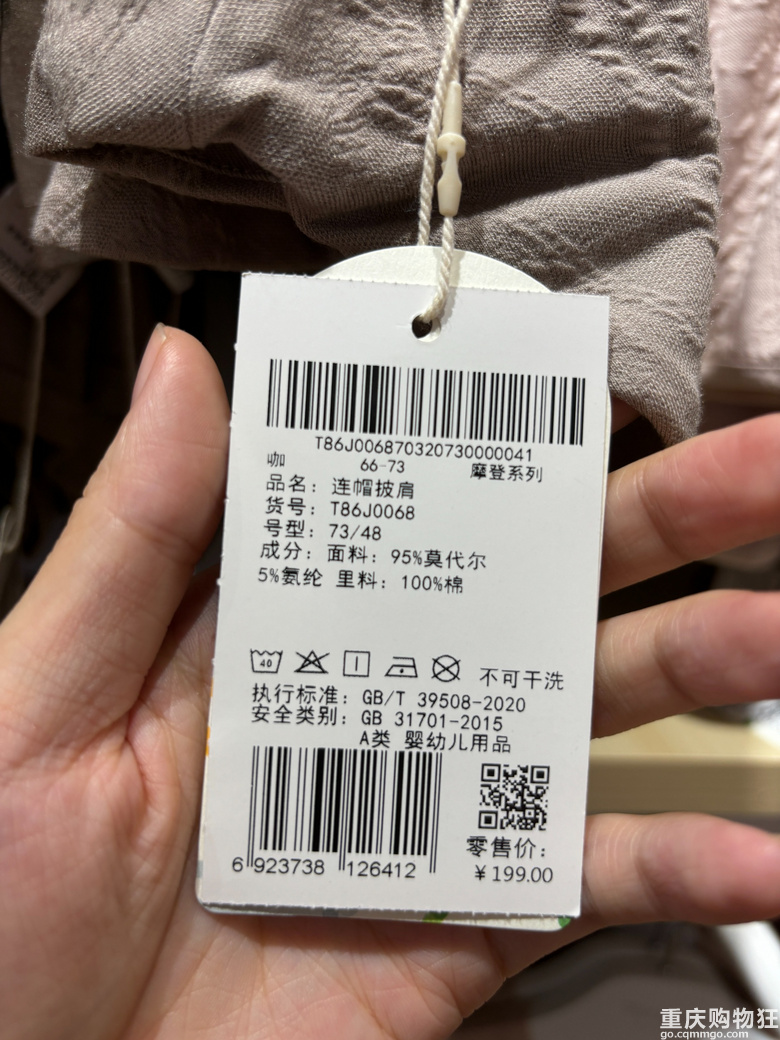 T86J006870320730000041
咖 66-73 摩登系列
品名：连帽披肩
货号：T86J0068
号型：73/48
成分：面料：95%莫代尔
5%氨纶 里料：100%棉
40 不可干洗
执行标准：GB/T 39508-2020
安全类别：GB 31701-2015
A类 婴幼儿用品
6 923738 126412
零售价：
¥199.00
重庆购物狂
go.cqmmgo.com